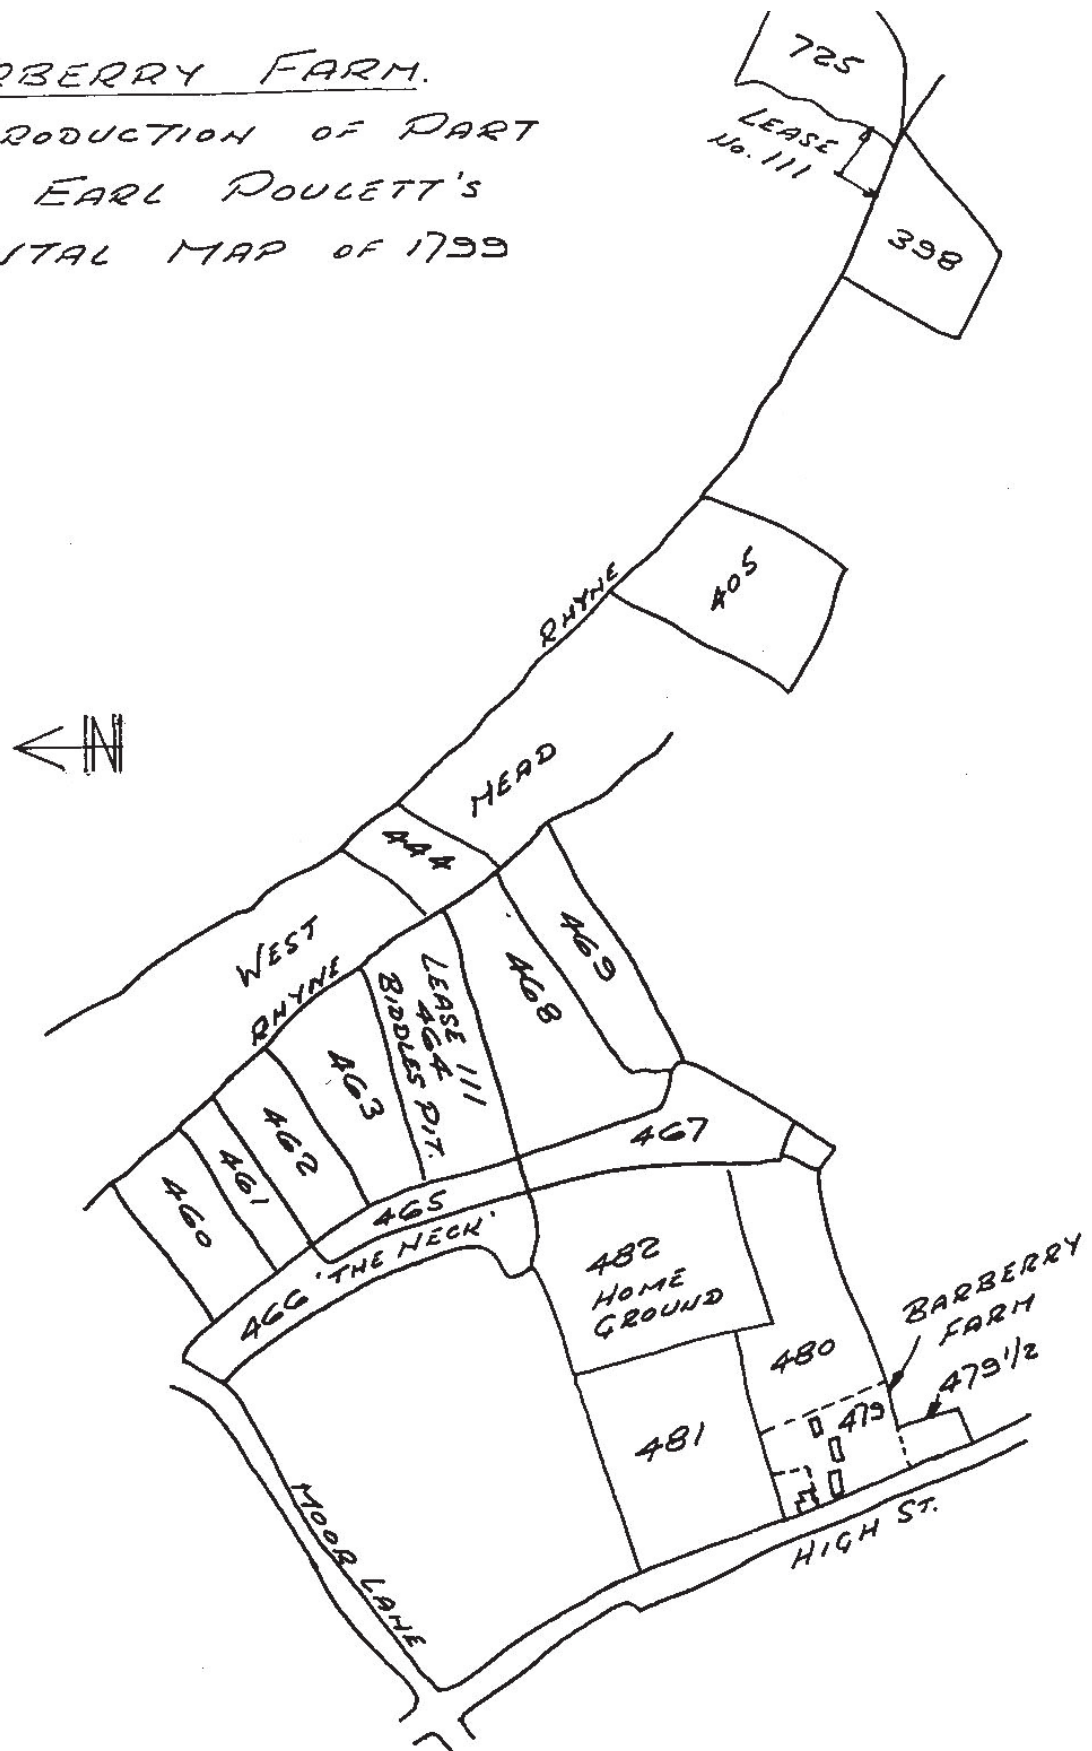 RBERRY FARM.
RODUCTION OF PART
EARL POULETT'S
ITAL MAP OF 1799
725
LEASE
No. 111
398
405
RHYNE
N
HEAD
444
WEST
RHYNE
469
468
LEASE 111
464
BIDDLES PIT.
463
462
461
460
467
465
466 'THE NECK'
482
HOME
GROUND
480
BARBERRY
FARM
479 1/2
479
481
MOOR LANE
HIGH ST.